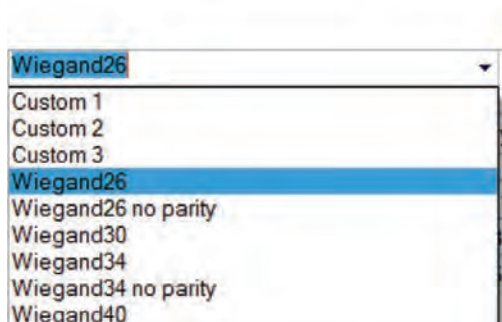 Wiegand26
Custom 1
Custom 2
Custom 3
Wiegand26
Wiegand26 no parity
Wiegand30
Wiegand34
Wiegand34 no parity
Wiegand40